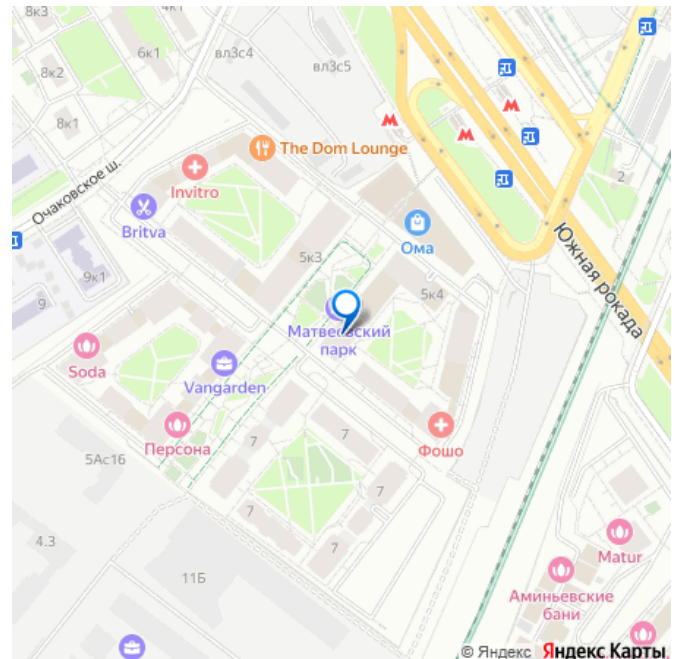 8к3
8к2
6к1
вл3с4
вл3с5
8к1
The Dom Lounge
Invitro
Очаковское ш.
Britva
2
Ома
Южная рокада
5к3
9к1
9
5к4
Матвеевский
парк
Soda
Vangarden
Персона
7
7
Фошо
5Ас16
7
7
7
4.3
11Б
Matur
Аминьевские
бани
© Яндекс Яндекс Карты